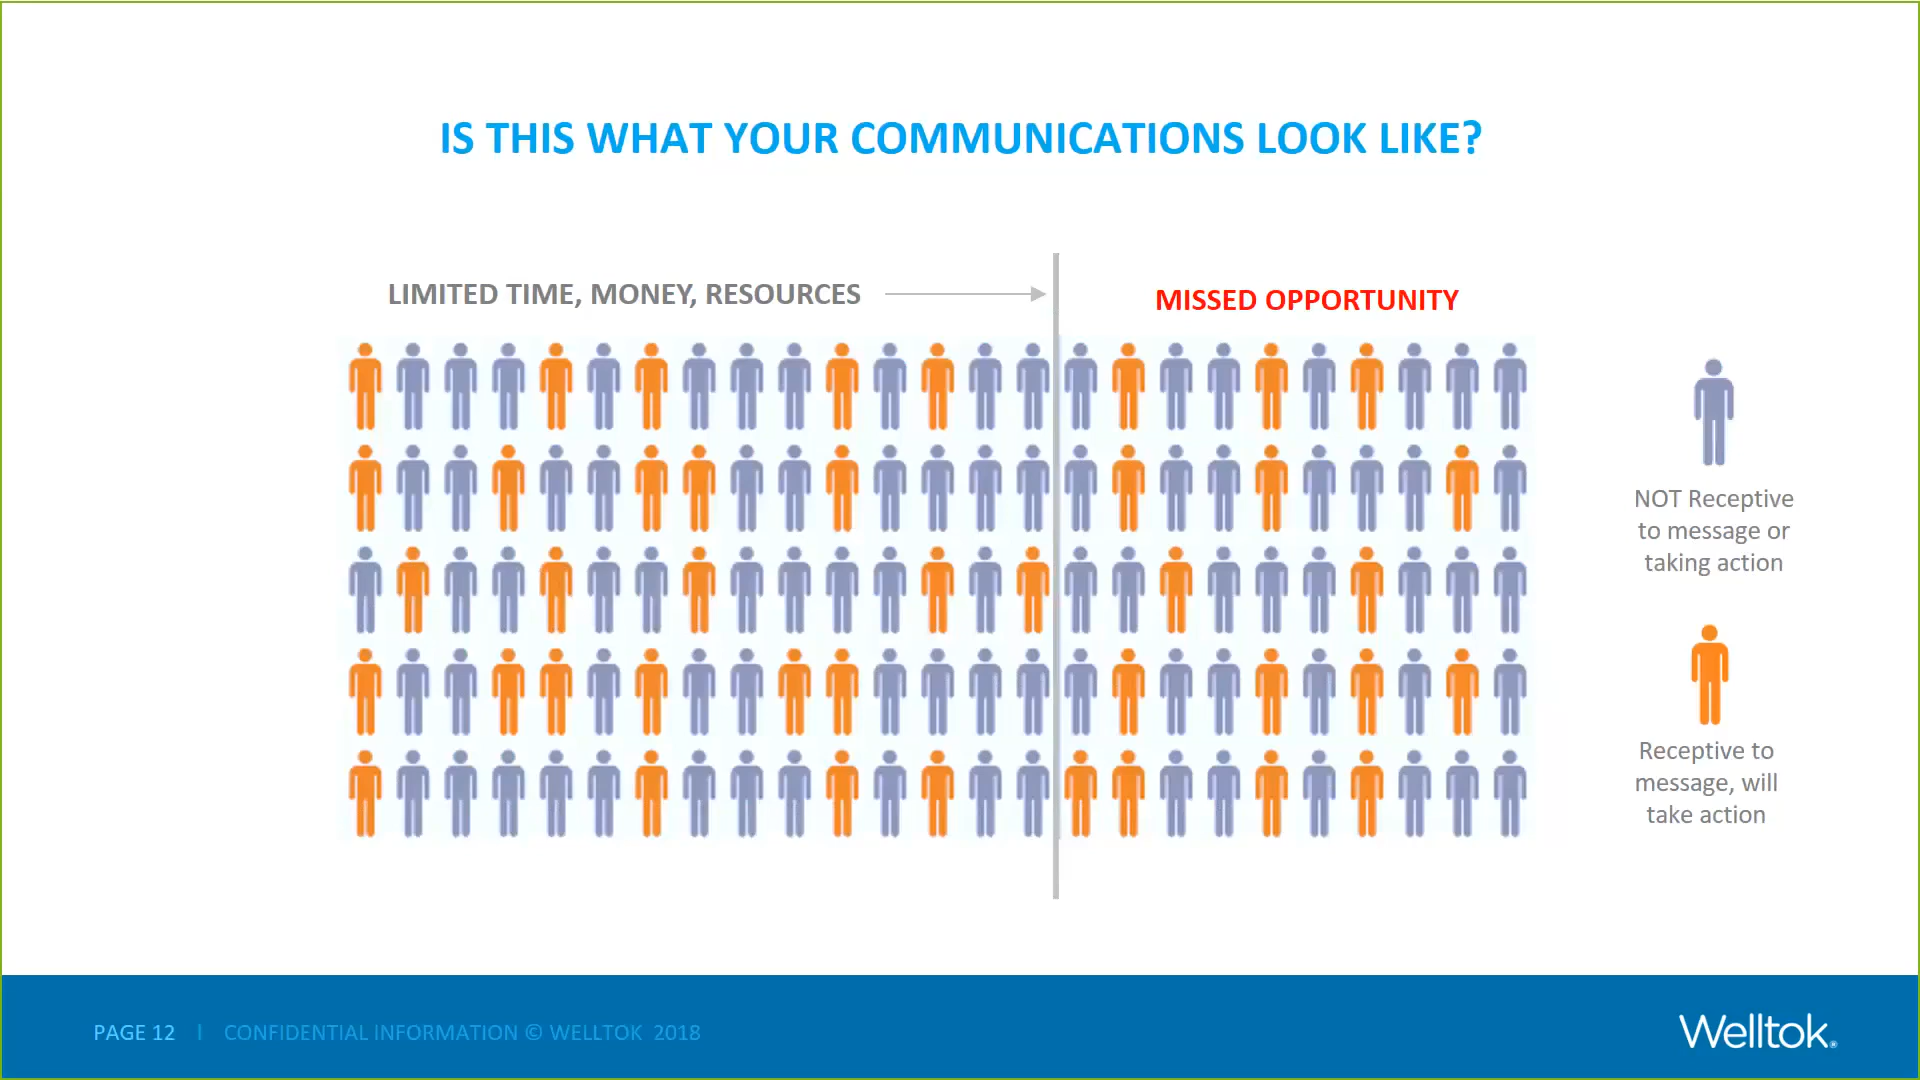 IS THIS WHAT YOUR COMMUNICATIONS LOOK LIKE?
LIMITED TIME, MONEY, RESOURCES
MISSED OPPORTUNITY
NOT Receptive
to message or
taking action
Receptive to
message, will
take action
PAGE 12 | CONFIDENTIAL INFORMATION © WELLTOK 2018
Welltok®